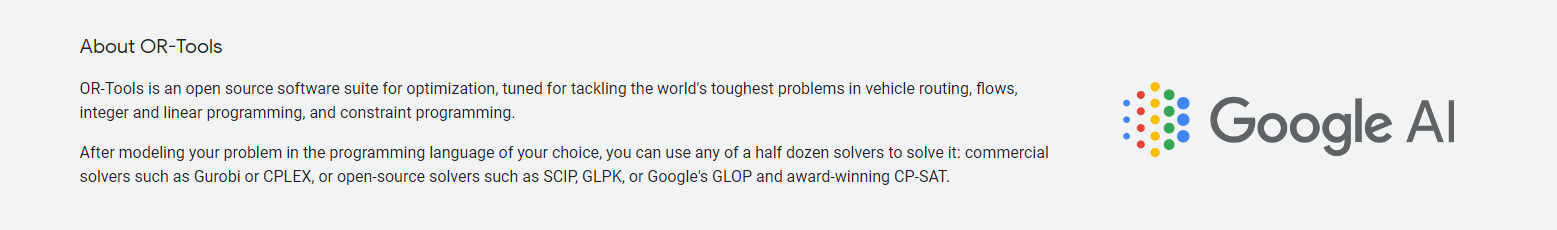 About OR-Tools
OR-Tools is an open source software suite for optimization, tuned for tackling the world's toughest problems in vehicle routing, flows,
integer and linear programming, and constraint programming.
After modeling your problem in the programming language of your choice, you can use any of a half dozen solvers to solve it: commercial
solvers such as Gurobi or CPLEX, or open-source solvers such as SCIP, GLPK, or Google's GLOP and award-winning CP-SAT.
Google AI